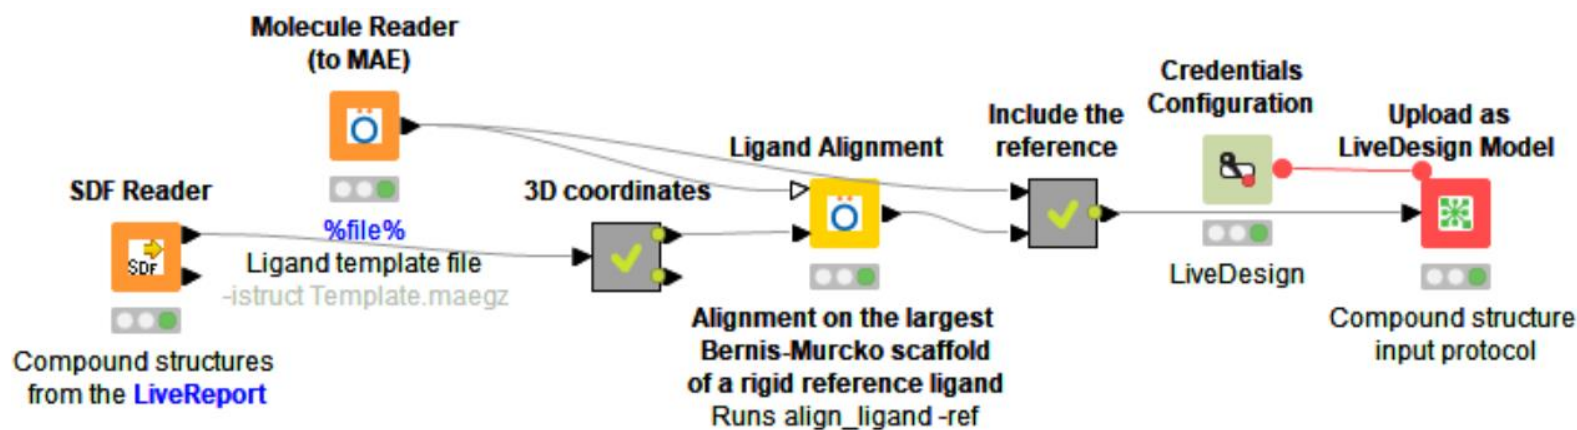 Molecule Reader
(to MAE)
SDF Reader
SDF
Compound structures
from the LiveReport
%file%
Ligand template file
-istruct Template.maegz
3D coordinates
Ligand Alignment
Alignment on the largest
Bernis-Murcko scaffold
of a rigid reference ligand
Runs align_ligand -ref
Include the
reference
Credentials
Configuration
LiveDesign
Upload as
LiveDesign Model
Compound structure
input protocol